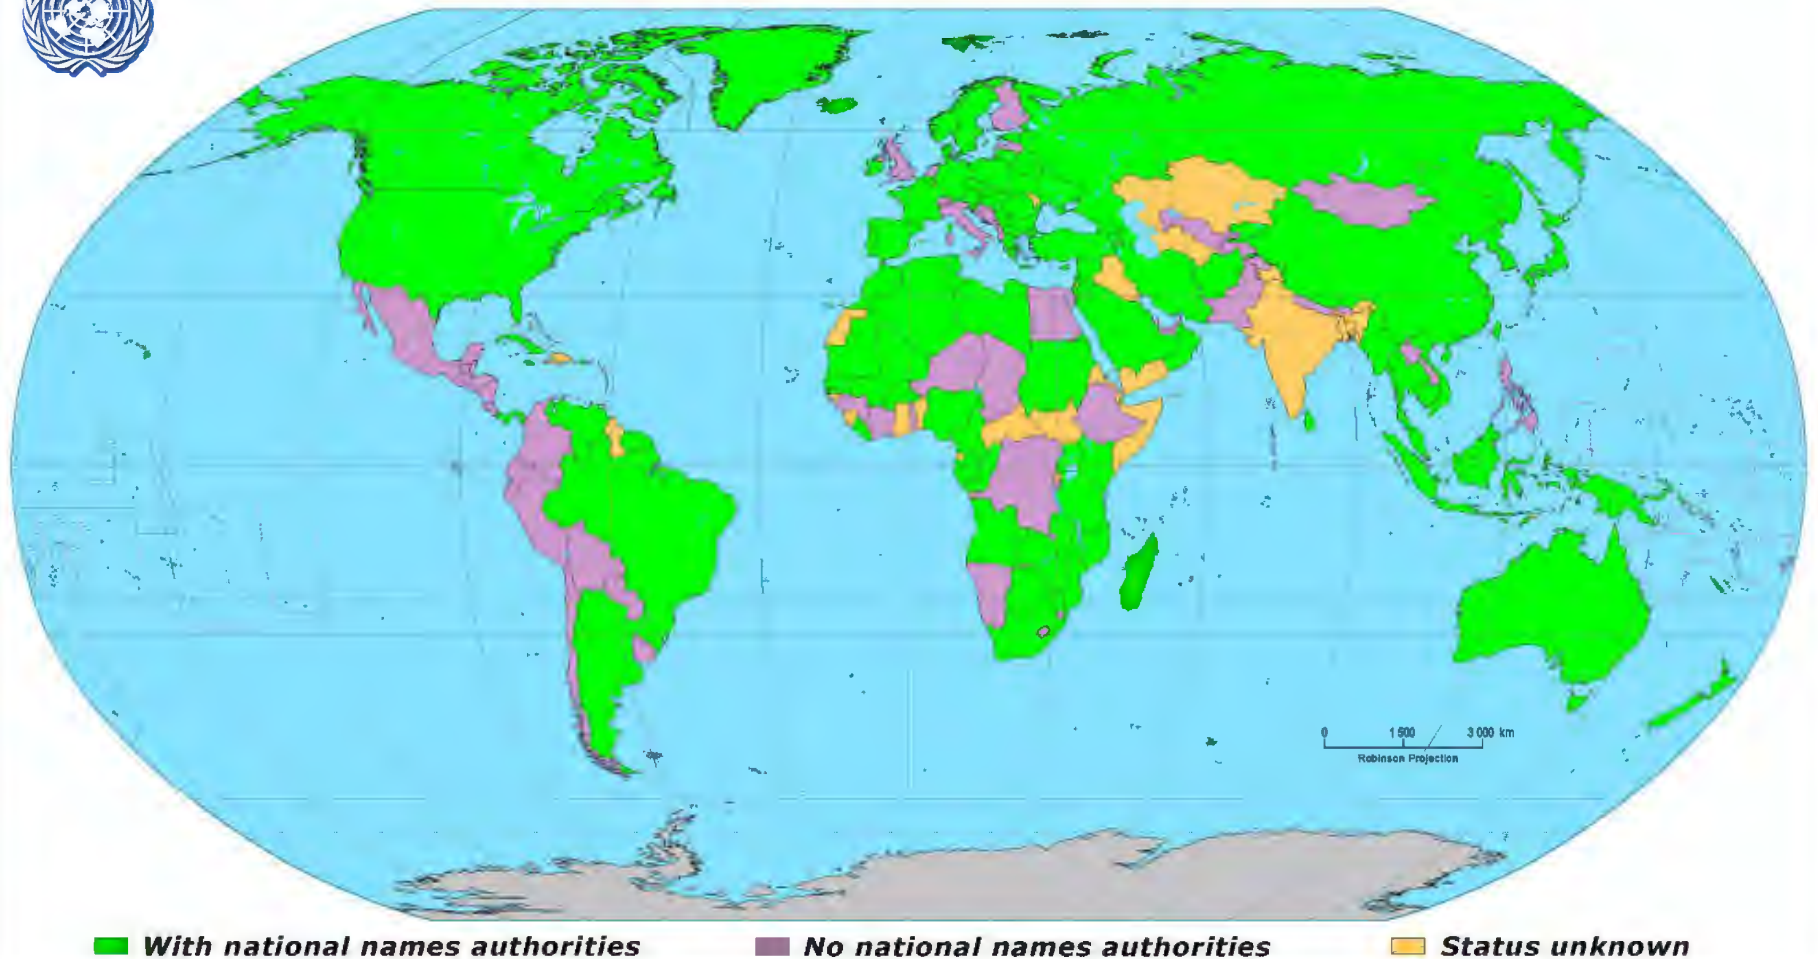 0 1 500 3 000 km
Robinson Projection
With national names authorities No national names authorities Status unknown